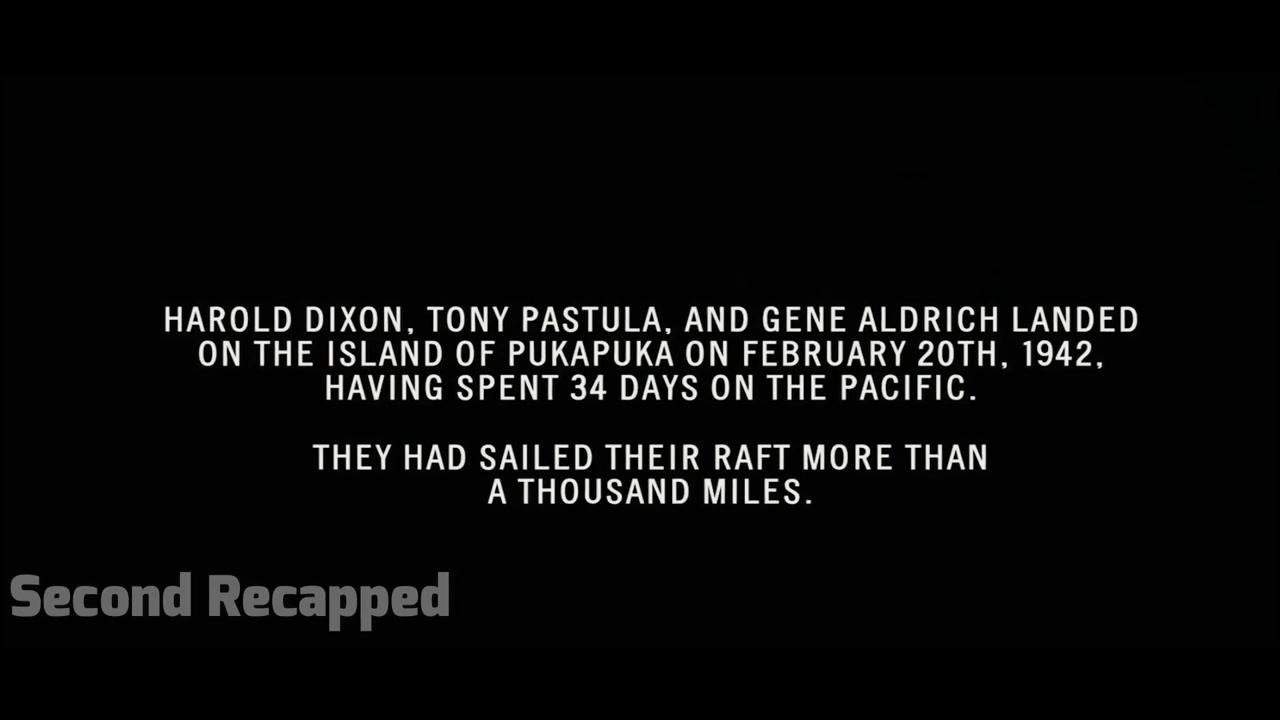 HAROLD DIXON, TONY PASTULA, AND GENE ALDRICH LANDED
ON THE ISLAND OF PUKAPUKA ON FEBRUARY 20TH, 1942,
HAVING SPENT 34 DAYS ON THE PACIFIC.
THEY HAD SAILED THEIR RAFT MORE THAN
A THOUSAND MILES.
Second Recapped